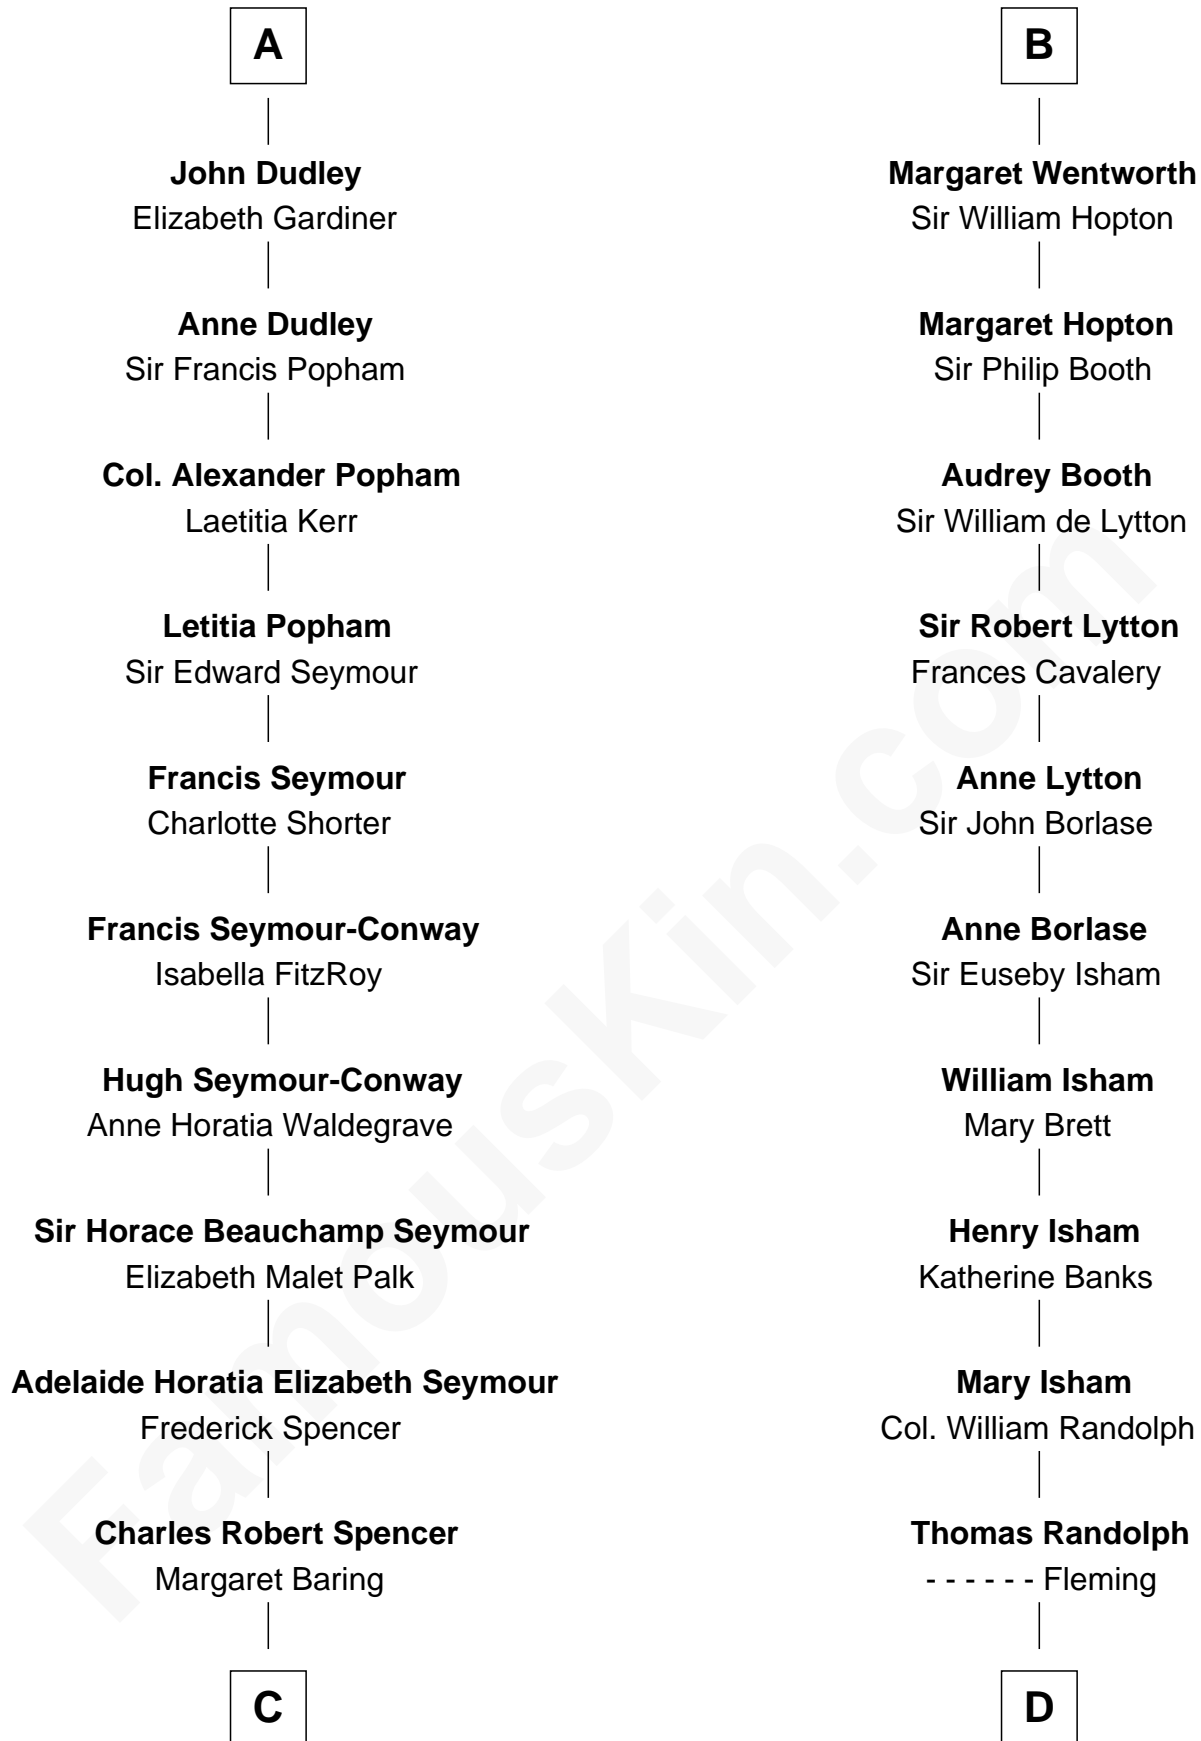 A
John Dudley
Elizabeth Gardiner
Anne Dudley
Sir Francis Popham
Col. Alexander Popham
Laetitia Kerr
Letitia Popham
Sir Edward Seymour
Francis Seymour
Charlotte Shorter
Francis Seymour-Conway
Isabella FitzRoy
Hugh Seymour-Conway
Anne Horatia Waldegrave
Sir Horace Beauchamp Seymour
Elizabeth Malet Palk
Adelaide Horatia Elizabeth Seymour
Frederick Spencer
Charles Robert Spencer
Margaret Baring
C
B
Margaret Wentworth
Sir William Hopton
Margaret Hopton
Sir Philip Booth
Audrey Booth
Sir William de Lytton
Sir Robert Lytton
Frances Cavalery
Anne Lytton
Sir John Borlase
Anne Borlase
Sir Euseby Isham
William Isham
Mary Brett
Henry Isham
Katherine Banks
Mary Isham
Col. William Randolph
Thomas Randolph
- - - - - - Fleming
D
FamousKin.com